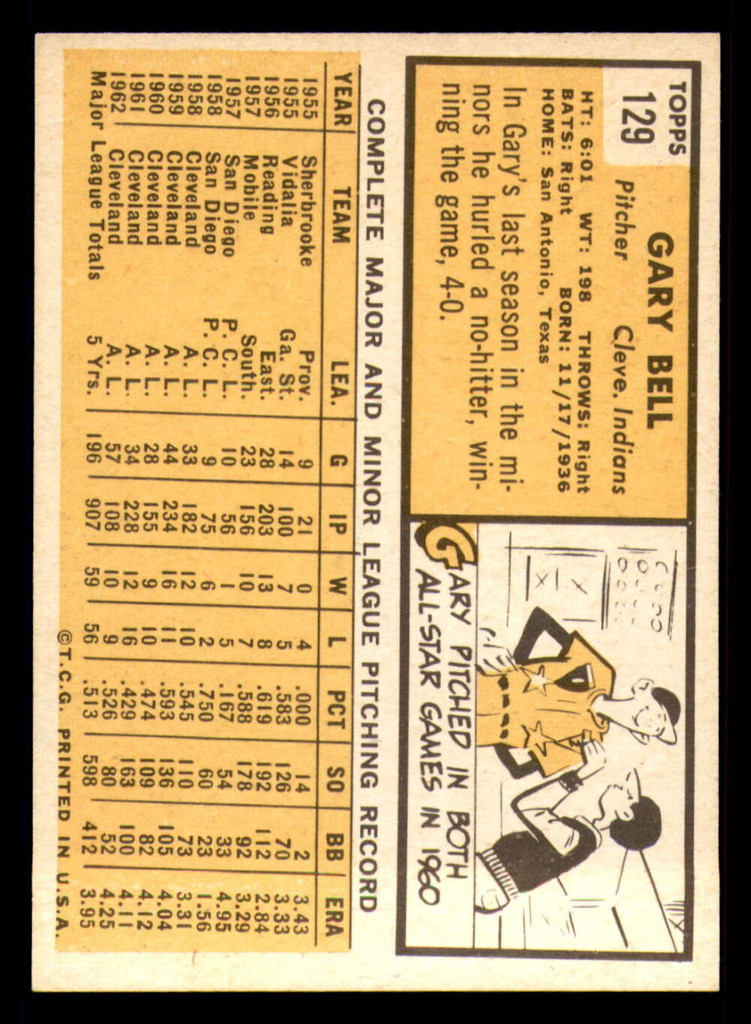 TOPPS
129
GARY BELL
Pitcher Cleve. Indians
HT: 6:01 WT: 198 THROWS: Right
BATS: Right BORN: 11/17/1936
HOME: San Antonio, Texas
In Gary's last season in the mi-
nors he hurled a no-hitter, win-
ning the game, 4-0.
GARY PITCHED IN BOTH
ALL-STAR GAMES IN 1960
COMPLETE MAJOR AND MINOR LEAGUE PITCHING RECORD
YEAR TEAM LEA. G IP W L PCT SO BB ERA
1955 Sherbrooke Prov. 9 21 0 4 .000 14 2 3.43
1955 Vidalia Ga. St. 14 100 7 5 .583 126 70 3.33
1956 Reading East. 28 203 13 8 .619 192 112 2.84
1957 Mobile South. 23 156 10 7 .588 178 92 3.29
1957 San Diego P. C. L. 10 56 1 5 .167 54 33 4.95
1958 San Diego P. C. L. 9 75 6 2 .750 60 23 1.56
1958 Cleveland A. L. 33 182 12 10 .545 110 73 3.31
1959 Cleveland A. L. 44 234 16 11 .593 136 105 4.04
1960 Cleveland A. L. 28 155 9 10 .474 109 82 4.12
1961 Cleveland A. L. 34 228 12 16 .429 163 100 4.11
1962 Cleveland A. L. 57 108 10 9 .526 80 52 4.25
Major League Totals 5 Yrs. 196 907 59 56 .513 598 412 3.95
©T.C.G. PRINTED IN U.S.A.